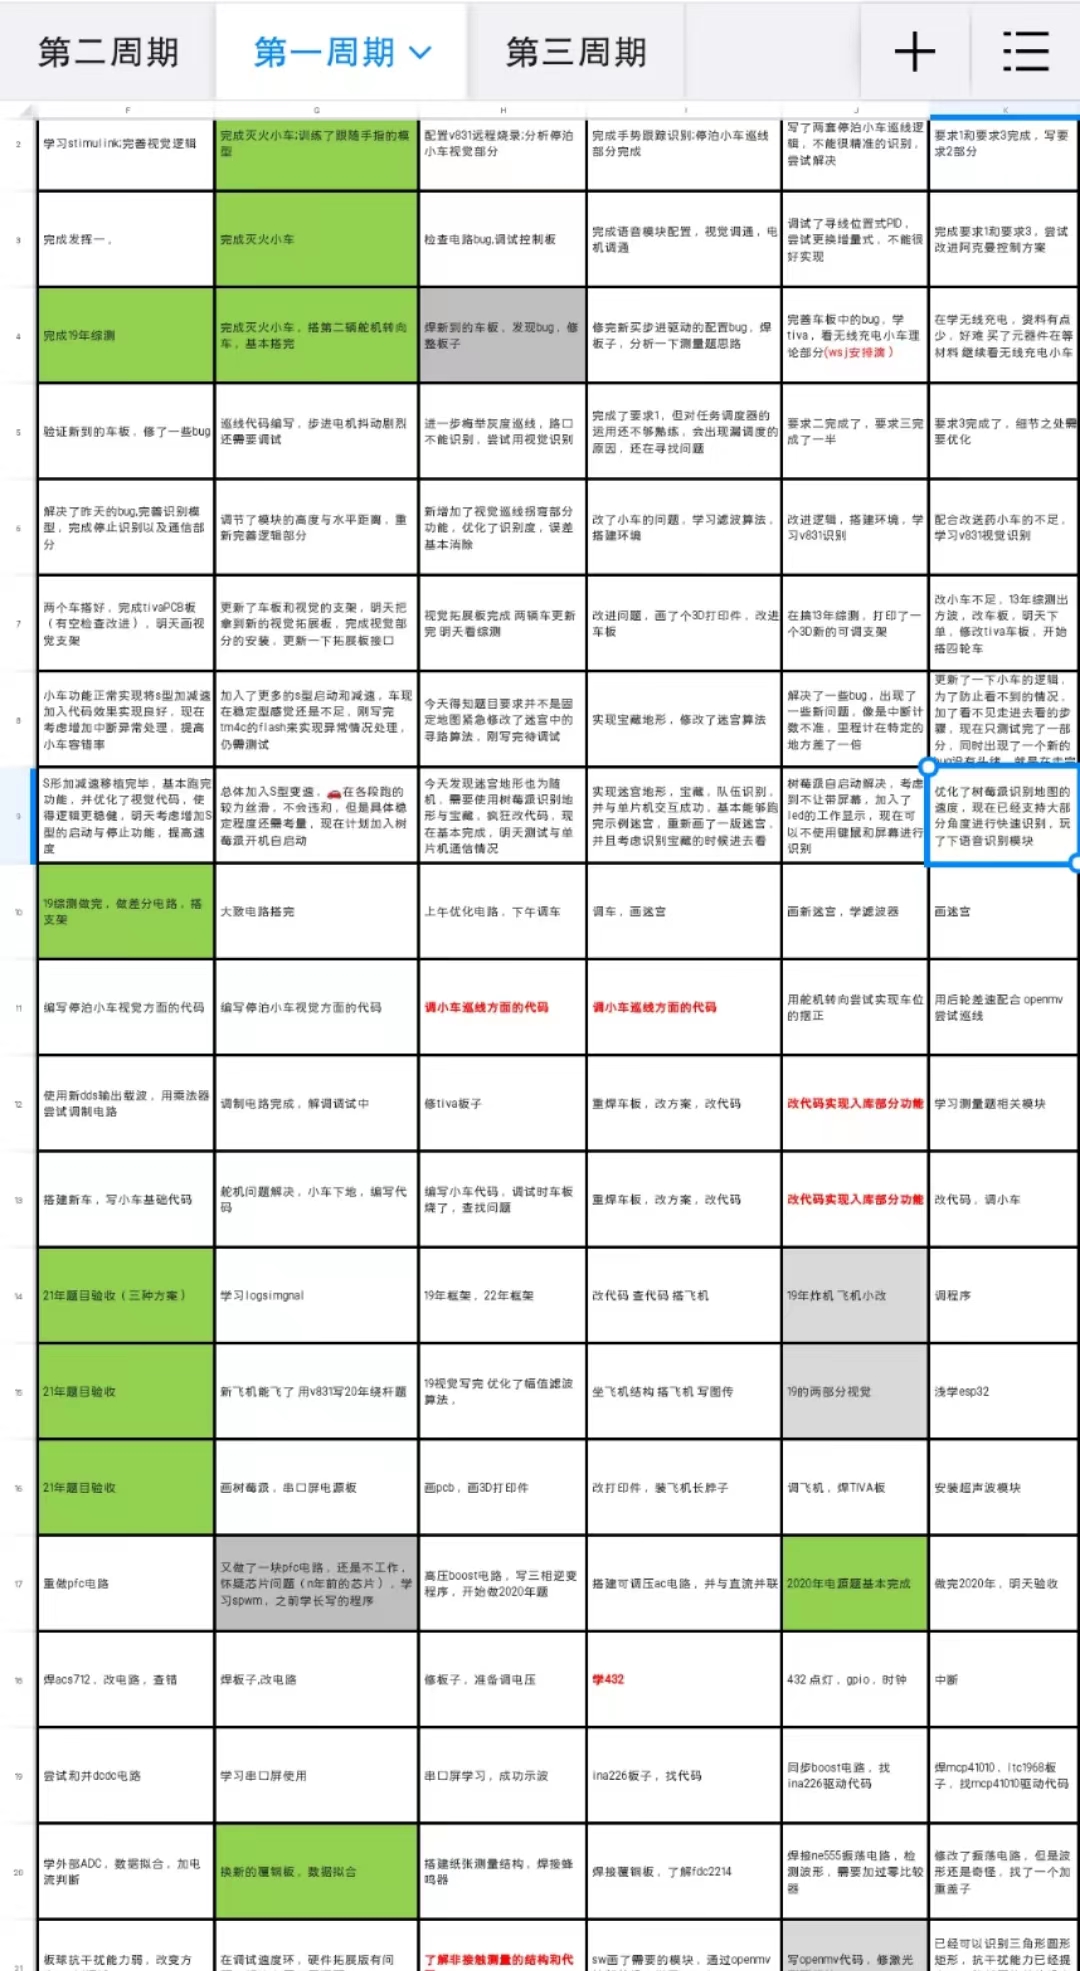 第二周期
第一周期
第三周期
F
G
H
I
J
K
2
学习stimulink;完善视觉逻辑
完成灭火小车;训练了跟随手指的模
型
配置v831远程烧录;分析停泊
小车视觉部分
完成手势跟踪识别;停泊小车巡线
部分完成
写了两套停泊小车巡线逻
辑，不能很精准的识别，
尝试解决
要求1和要求3完成，写要
求2部分
3
完成发挥一，
完成灭火小车
检查电路bug,调试控制板
完成语音模块配置，视觉调通，电
机调通
调试了寻线位置式PID，
尝试更换增量式，不能很
好实现
完成要求1和要求3，尝试
改进阿克曼控制方案
4
完成19年综测
完成灭火小车，搭第二辆舵机转向
车，基本搭完
焊新到的车板，发现bug，修
整板子
修完新买步进驱动的配置bug，焊
板子，分析一下测量题思路
完善车板中的bug，学
tiva，看无线充电小车理
论部分(wsj安排滴 )
在学无线充电，资料有点
少，好难 买了元器件在等
材料 继续看无线充电小车
5
验证新到的车板，修了一些bug
巡线代码编写，步进电机抖动剧烈
还需要调试
进一步梅举灰度巡线，路口
不能识别，尝试用视觉识别
完成了要求1，但对任务调度器的
运用还不够熟练，会出现漏调度的
原因，还在寻找问题
要求二完成了，要求三完
成了一半
要求3完成了，细节之处需
要优化
6
解决了昨天的bug,完善识别模
型，完成停止识别以及通信部
分
调节了模块的高度与水平距离，重
新完善逻辑部分
新增加了视觉巡线拐弯部分
功能，优化了识别度，误差
基本消除
改了小车的问题，学习滤波算法，
搭建环境
改进逻辑，搭建环境，学
习v831识别
配合改送药小车的不足，
学习v831视觉识别
7
两个车搭好，完成tivaPCB板
（有空检查改进），明天画视
觉支架
更新了车板和视觉的支架，明天把
拿到新的视觉拓展板，完成视觉部
分的安装，更新一下拓展板接口
视觉拓展板完成 两辆车更新
完 明天看综测
改进问题，画了个3D打印件，改进
车板
在搞13年综测，打印了一
个3D新的可调支架
改小车不足，13年综测出
方波，改车板，明天下
单，修改tiva车板，开始
搭四轮车
8
小车功能正常实现将s型加减速
加入代码效果实现良好，现在
考虑增加中断异常处理，提高
小车容错率
加入了更多的s型启动和减速，车现
在稳定型感觉还是不足，刚写完
tm4c的flash来实现异常情况处理，
仍需测试
今天得知题目要求并不是固
定地图紧急修改了迷宫中的
寻路算法，刚写完待试
实现宝藏地形，修改了迷宫算法
解决了一些bug，出现了
一些新问题，像是中断计
数不准，里程计在特定的
地方差了一倍
更新了一下小车的逻辑，
为了防止看不到的情况，
加了看不见走进去看的步
骤，现在只测试完了一部
分，同时出现了一个新的
9
S形加减速移植完毕，基本跑完
功能，并优化了视觉代码，使
得逻辑更稳健，明天考虑增加S
型的启动与停止功能，提高速
度
总体加入S型变速，🚗在各段跑的
较为丝滑，不会违和，但是具体稳
定程度还需考量，现在计划加入树
莓派开机自启动
今天发现迷宫地形也为随
机，需要使用树莓派识别地
形与宝藏，疯狂改代码，现
在基本完成，明天测试与单
片机通信情况
实现迷宫地形，宝藏，队伍识别，
并与单片机交互成功，基本能够跑
完示例迷宫，重新画了一版迷宫，
并且考虑识别宝藏的时候进去看
树莓派自启动解决，考虑
到不让带屏幕，加入了
led的工作显示，现在可
以不使用键鼠和屏幕进行
识别
优化了树莓派识别地图的
速度，现在已经支持大部
分角度进行快速识别，玩
了下语音识别模块
10
19综测做完，做差分电路，搭
支架
大致电路搭完
上午优化电路，下午调车
调车，画迷宫
画新迷宫，学滤波器
画迷宫
11
编写停泊小车视觉方面的代码
编写停泊小车视觉方面的代码
调小车巡线方面的代码
调小车巡线方面的代码
用舵机转向尝试实现车位
的摆正
用后轮差速配合 openmv
尝试巡线
12
使用新dds输出载波，用乘法器
尝试调制电路
调制电路完成，解调调试中
修tiva板子
重焊车板，改方案，改代码
改代码实现入库部分功能
学习测量题相关模块
13
搭建新车，写小车基础代码
舵机问题解决，小车下地，编写代
码
编写小车代码，调试时车板
烧了，查找问题
重焊车板，改方案，改代码
改代码实现入库部分功能
改代码，调小车
14
21年题目验收（三种方案）
学习logsimgnal
19年框架，22年框架
改代码 查代码 搭飞机
19年炸机 飞机小改
调程序
15
21年题目验收
新飞机能飞了 用v831写20年绕杆题
19视觉写完 优化了幅值滤波
算法，
坐飞机结构 搭飞机 写图传
19的两部分视觉
浅学esp32
16
21年题目验收
画树莓派，串口屏电源板
画pcb，画3D打印件
改打印件，装飞机长脖子
调飞机，焊TIVA板
安装超声波模块
17
重做pfc电路
又做了一块pfc电路，还是不工作，
怀疑芯片问题（n年前的芯片），学
习spwm，之前学长写的程序
高压boost电路，写三相逆变
程序，开始做2020年题
搭建可调压ac电路，并与直流并联
2020年电源题基本完成
做完2020年，明天验收
18
焊acs712，改电路，查错
焊板子,改电路
修板子，准备调电压
学432
432 点灯，gpio，时钟
中断
19
尝试和并dcdc电路
学习串口屏使用
串口屏学习，成功示波
ina226板子，找代码
同步boost电路，找
ina226驱动代码
焊mcp41010，ltc1968板
子，找mcp41010驱动代码
20
学外部ADC，数据拟合，加电
流判断
换新的覆铜板，数据拟合
搭建纸张测量结构，焊接蜂
鸣器
焊接覆铜板，了解fdc2214
焊接ne555振荡电路，检
测波形，需要加过零比较
器
修改了振荡电路，但是波
形还是奇怪，找了一个加
重盖子
21
板球抗干扰能力弱，改变方
在调试速度环，硬件拓展版有问
了解非接触测量的结构和代
sw画了需要的模块，通过openmv
写openmv代码，修激光
已经可以识别三角形圆形
矩形，抗干扰能力已经提